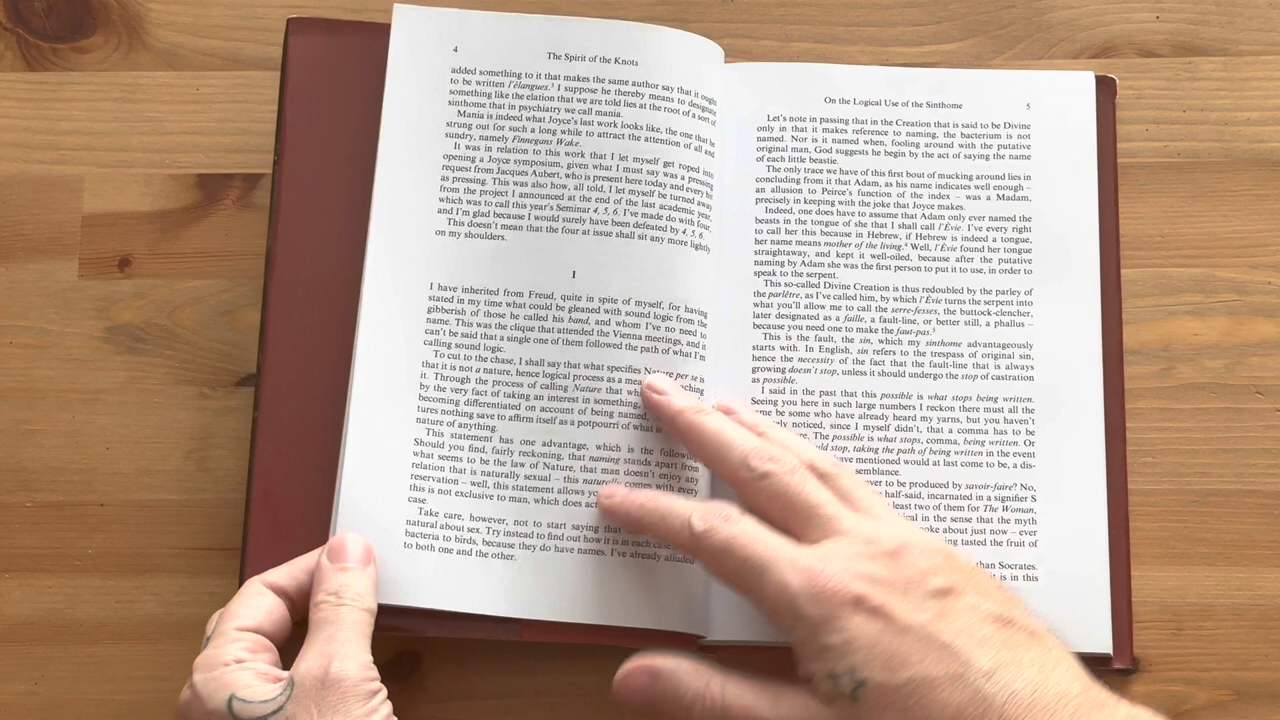 4
The Spirit of the Knots
added something to it that makes the same author say that it ought
to be written l'élangues.³ I suppose he thereby means to designate
something like the elation that we are told lies at the root of a sort of
sinthome that in psychiatry we call mania.
Mania is indeed what Joyce's last work looks like, the one that he
strung out for such a long while to attract the attention of all and
sundry, namely Finnegans Wake.
It was in relation to this work that I let myself get roped into
opening a Joyce symposium, given what I must say was a pressing
request from Jacques Aubert, who is present here today and every bit
as pressing. This was also how, all told, I let myself be turned away
from the project I announced at the end of the last academic year,
which was to call this year's Seminar 4, 5, 6. I've made do with four,
and I'm glad because I would surely have been defeated by 4, 5, 6.
This doesn't mean that the four at issue shall sit any more lightly
on my shoulders.
1
I have inherited from Freud, quite in spite of myself, for having
stated in my time what could be gleaned with sound logic from the
gibberish of those he called his band, and whom I've no need to
name. This was the clique that attended the Vienna meetings, and it
can't be said that a single one of them followed the path of what I'm
calling sound logic.
To cut to the chase, I shall say that what specifies Nature per se is
that it is not a nature, hence logical process as a
it. Through the process of calling Nature that
by the very fact of taking an interest in something,
becoming differentiated on account of being named,
tures nothing save to affirm itself as a potpourri of what is
nature of anything.
This statement has one advantage, which is the following.
Should you find, fairly reckoning, that naming stands apart from
what seems to be the law of Nature, that man doesn't enjoy any
relation that is naturally sexual – this naturally comes with every
reservation – well, this statement allows
this is not exclusive to man, which does
case.
Take care, however, not to start saying that
natural about sex. Try instead to find out how it is in each case
bacteria to birds, because they do have names. I've already alluded
to both one and the other.
On the Logical Use of the Sinthome
5
Let's note in passing that in the Creation that is said to be Divine
only in that it makes reference to naming, the bacterium is not
named. Nor is it named when, fooling around with the putative
original man, God suggests he begin by the act of saying the name
of each little beastie.
The only trace we have of this first bout of mucking around lies in
concluding from it that Adam, as his name indicates well enough –
an allusion to Peirce's function of the index – was a Madam,
precisely in keeping with the joke that Joyce makes.
Indeed, one does have to assume that Adam only ever named the
beasts in the tongue of she that I shall call l'Évie. I've every right
to call her this because in Hebrew, if Hebrew is indeed a tongue,
her name means mother of the living.⁴ Well, l'Évie found her tongue
straightaway, and kept it well-oiled, because after the putative
naming by Adam she was the first person to put it to use, in order to
speak to the serpent.
This so-called Divine Creation is thus redoubled by the parley of
the parlêtre, as I've called him, by which l'Évie turns the serpent into
what you'll allow me to call the serre-fesses, the buttock-clencher,
later designated as a faille, a fault-line, or better still, a phallus –
because you need one to make the faut-pas.⁵
This is the fault, the sin, which my sinthome advantageously
starts with. In English, sin refers to the trespass of original sin,
hence the necessity of the fact that the fault-line that is always
growing doesn't stop, unless it should undergo the stop of castration
as possible.
I said in the past that this possible is what stops being written.
Seeing you here in such large numbers I reckon there must all the
be some who have already heard my yarns, but you haven't
noticed, since I myself didn't, that a comma has to be
The possible is what stops, comma, being written. Or
stop, taking the path of being written in the event
have mentioned would at last come to be, a dis-
semblance.
to be produced by savoir-faire? No,
half-said, incarnated in a signifier S
least two of them for The Woman,
in the sense that the myth
about just now – ever
tasted the fruit of
than Socrates.
it is in this